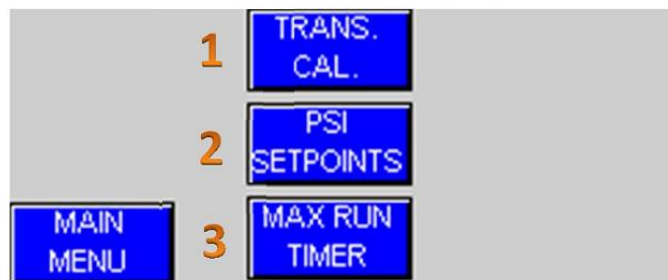 1
TRANS.
CAL.
2
PSI
SETPOINTS
MAIN
MENU
3
MAX RUN
TIMER